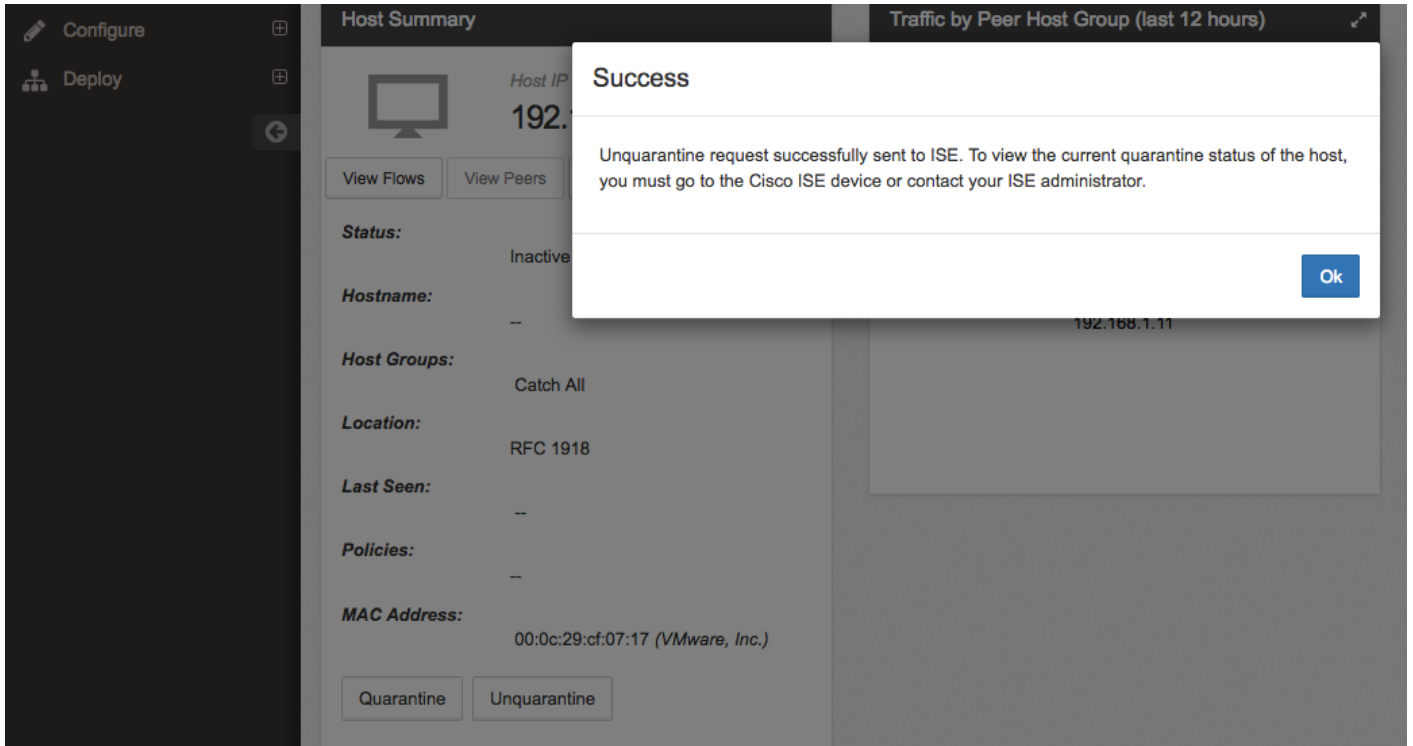 Configure
Deploy
Host Summary
Host IP
192.
View Flows
View Peers
Status:
Inactive
Hostname:
--
Host Groups:
Catch All
Location:
RFC 1918
Last Seen:
--
Policies:
--
MAC Address:
00:0c:29:cf:07:17 (VMware, Inc.)
Quarantine
Unquarantine
Traffic by Peer Host Group (last 12 hours)
192.168.1.11
Success
Unquarantine request successfully sent to ISE. To view the current quarantine status of the host,
you must go to the Cisco ISE device or contact your ISE administrator.
Ok